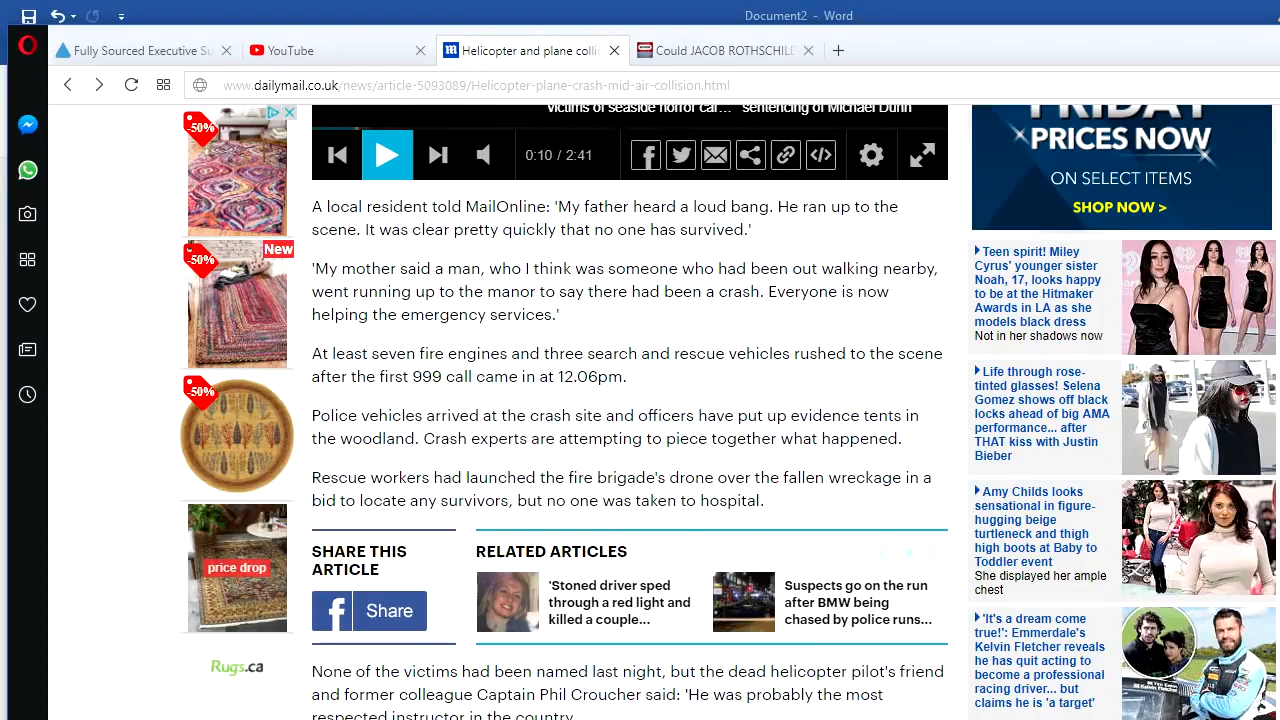 Document2 - Word
Fully Sourced Executive Su
YouTube
Helicopter and plane colli
Could JACOB ROTHSCHILD
www.dailymail.co.uk/news/article-5093089/Helicopter-plane-crash-mid-air-collision.html
victims of seaside horror car... sentencing of Michael Dunn
0:10 / 2:41
A local resident told MailOnline: 'My father heard a loud bang. He ran up to the
scene. It was clear pretty quickly that no one has survived.'
'My mother said a man, who I think was someone who had been out walking nearby,
went running up to the manor to say there had been a crash. Everyone is now
helping the emergency services.'
At least seven fire engines and three search and rescue vehicles rushed to the scene
after the first 999 call came in at 12.06pm.
Police vehicles arrived at the crash site and officers have put up evidence tents in
the woodland. Crash experts are attempting to piece together what happened.
Rescue workers had launched the fire brigade's drone over the fallen wreckage in a
bid to locate any survivors, but no one was taken to hospital.
SHARE THIS
ARTICLE
Share
RELATED ARTICLES
'Stoned driver sped
through a red light and
killed a couple...
Suspects go on the run
after BMW being
chased by police runs...
None of the victims had been named last night, but the dead helicopter pilot's friend
and former colleague Captain Phil Croucher said: 'He was probably the most
respected instructor in the country.
-50%
New
-50%
-50%
price drop
Rugs.ca
FRIDAY
PRICES NOW
ON SELECT ITEMS
SHOP NOW >
Teen spirit! Miley
Cyrus' younger sister
Noah, 17, looks happy
to be at the Hitmaker
Awards in LA as she
models black dress
Not in her shadows now
Life through rose-
tinted glasses! Selena
Gomez shows off black
locks ahead of big AMA
performance... after
THAT kiss with Justin
Bieber
Amy Childs looks
sensational in figure-
hugging beige
turtleneck and thigh
high boots at Baby to
Toddler event
She displayed her ample
chest
'It's a dream come
true!': Emmerdale's
Kelvin Fletcher reveals
he has quit acting to
become a professional
racing driver... but
claims he is 'a target'